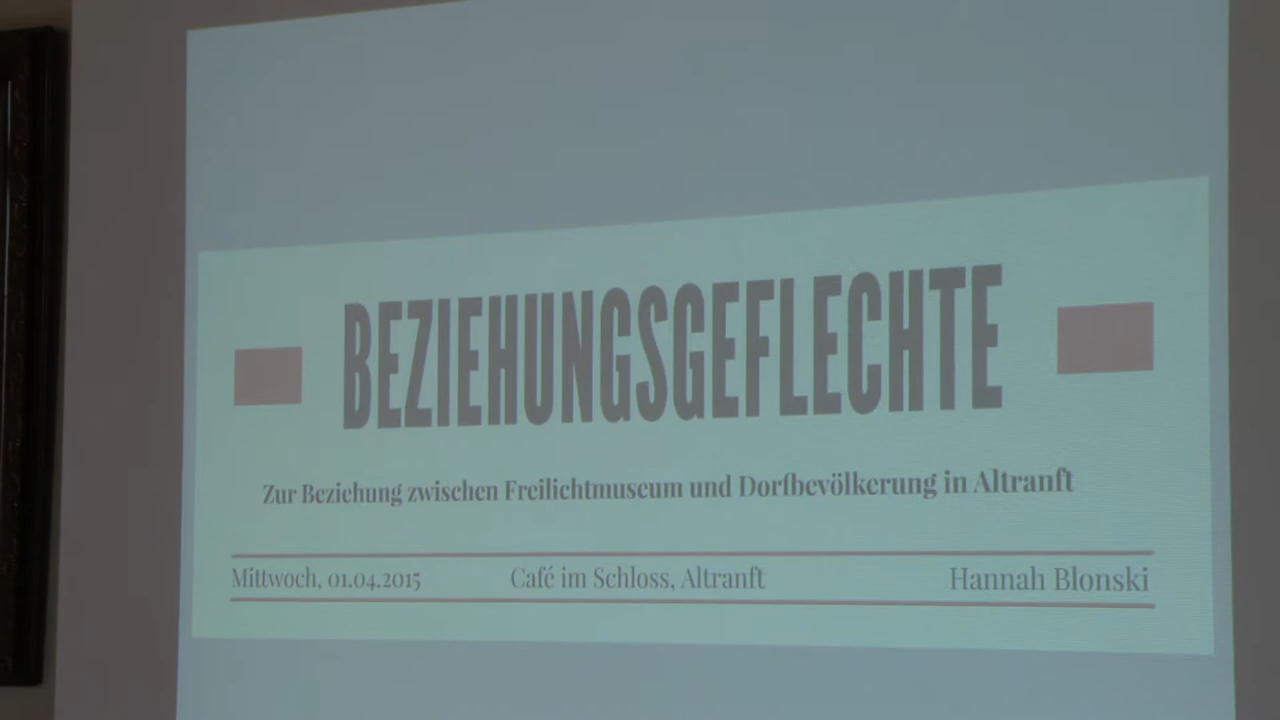 BEZIEHUNGSGEFLECHTE
Zur Beziehung zwischen Freilichtmuseum und Dorfbevölkerung in Altranft
Mittwoch, 01.04.2015 Café im Schloss, Altranft Hannah Blonski